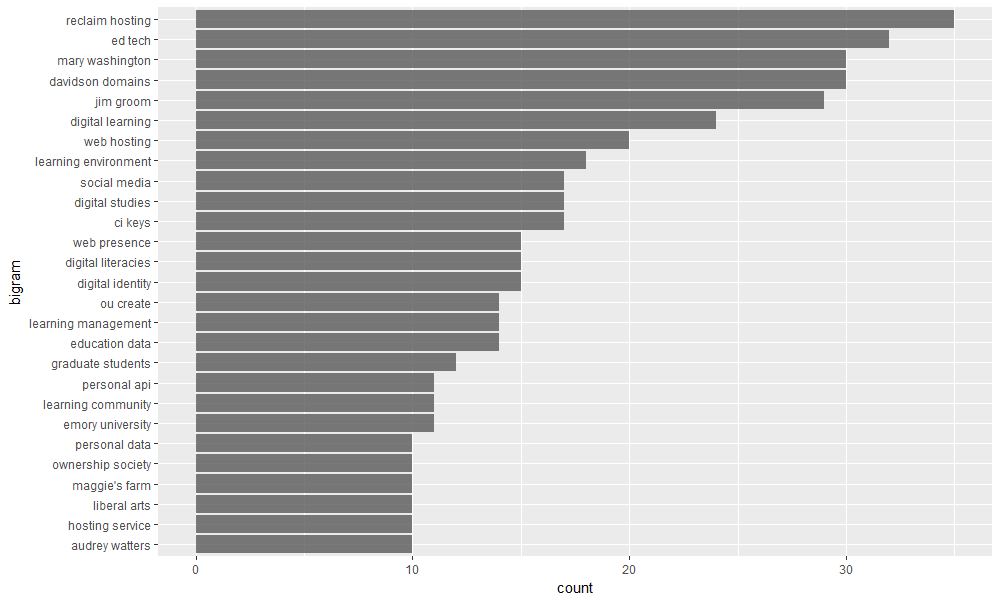 reclaim hosting
ed tech
mary washington
davidson domains
jim groom
digital learning
web hosting
learning environment
social media
digital studies
ci keys
web presence
digital literacies
digital identity
ou create
learning management
education data
graduate students
personal api
learning community
emory university
personal data
ownership society
maggie's farm
liberal arts
hosting service
audrey watters
bigram
0 10 20 30
count